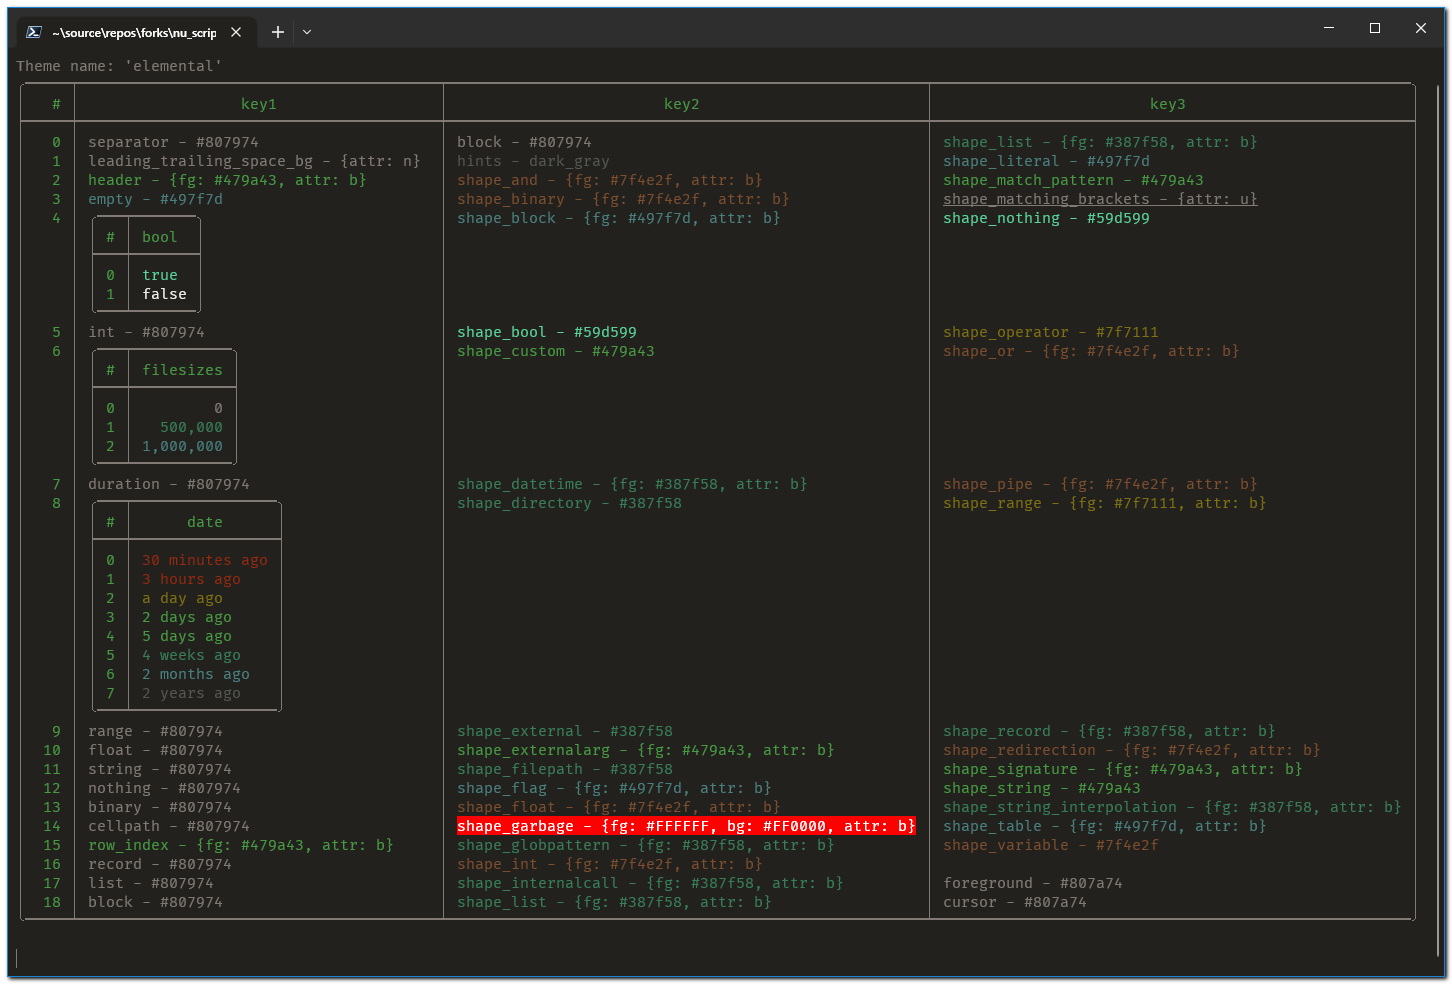 ~\source\repos\forks\nu_scrip
Theme name: 'elemental'
# key1 key2 key3
0 separator - #807974 block - #807974 shape_list - {fg: #387f58, attr: b}
1 leading_trailing_space_bg - {attr: n} hints - dark_gray shape_literal - #497f7d
2 header - {fg: #479a43, attr: b} shape_and - {fg: #7f4e2f, attr: b} shape_match_pattern - #479a43
3 empty - #497f7d shape_binary - {fg: #7f4e2f, attr: b} shape_matching_brackets - {attr: u}
4 shape_block - {fg: #497f7d, attr: b} shape_nothing - #59d599
# bool
0 true
1 false
5 int - #807974 shape_bool - #59d599 shape_operator - #7f7111
6 shape_custom - #479a43 shape_or - {fg: #7f4e2f, attr: b}
# filesizes
0 0
1 500,000
2 1,000,000
7 duration - #807974 shape_datetime - {fg: #387f58, attr: b} shape_pipe - {fg: #7f4e2f, attr: b}
8 shape_directory - #387f58 shape_range - {fg: #7f7111, attr: b}
# date
0 30 minutes ago
1 3 hours ago
2 a day ago
3 2 days ago
4 5 days ago
5 4 weeks ago
6 2 months ago
7 2 years ago
9 range - #807974 shape_external - #387f58 shape_record - {fg: #387f58, attr: b}
10 float - #807974 shape_externalarg - {fg: #479a43, attr: b} shape_redirection - {fg: #7f4e2f, attr: b}
11 string - #807974 shape_filepath - #387f58 shape_signature - {fg: #479a43, attr: b}
12 nothing - #807974 shape_flag - {fg: #497f7d, attr: b} shape_string - #479a43
13 binary - #807974 shape_float - {fg: #7f4e2f, attr: b} shape_string_interpolation - {fg: #387f58, attr: b}
14 cellpath - #807974 shape_garbage - {fg: #FFFFFF, bg: #FF0000, attr: b} shape_table - {fg: #497f7d, attr: b}
15 row_index - {fg: #479a43, attr: b} shape_globpattern - {fg: #387f58, attr: b} shape_variable - #7f4e2f
16 record - #807974 shape_int - {fg: #7f4e2f, attr: b}
17 list - #807974 shape_internalcall - {fg: #387f58, attr: b} foreground - #807a74
18 block - #807974 shape_list - {fg: #387f58, attr: b} cursor - #807a74